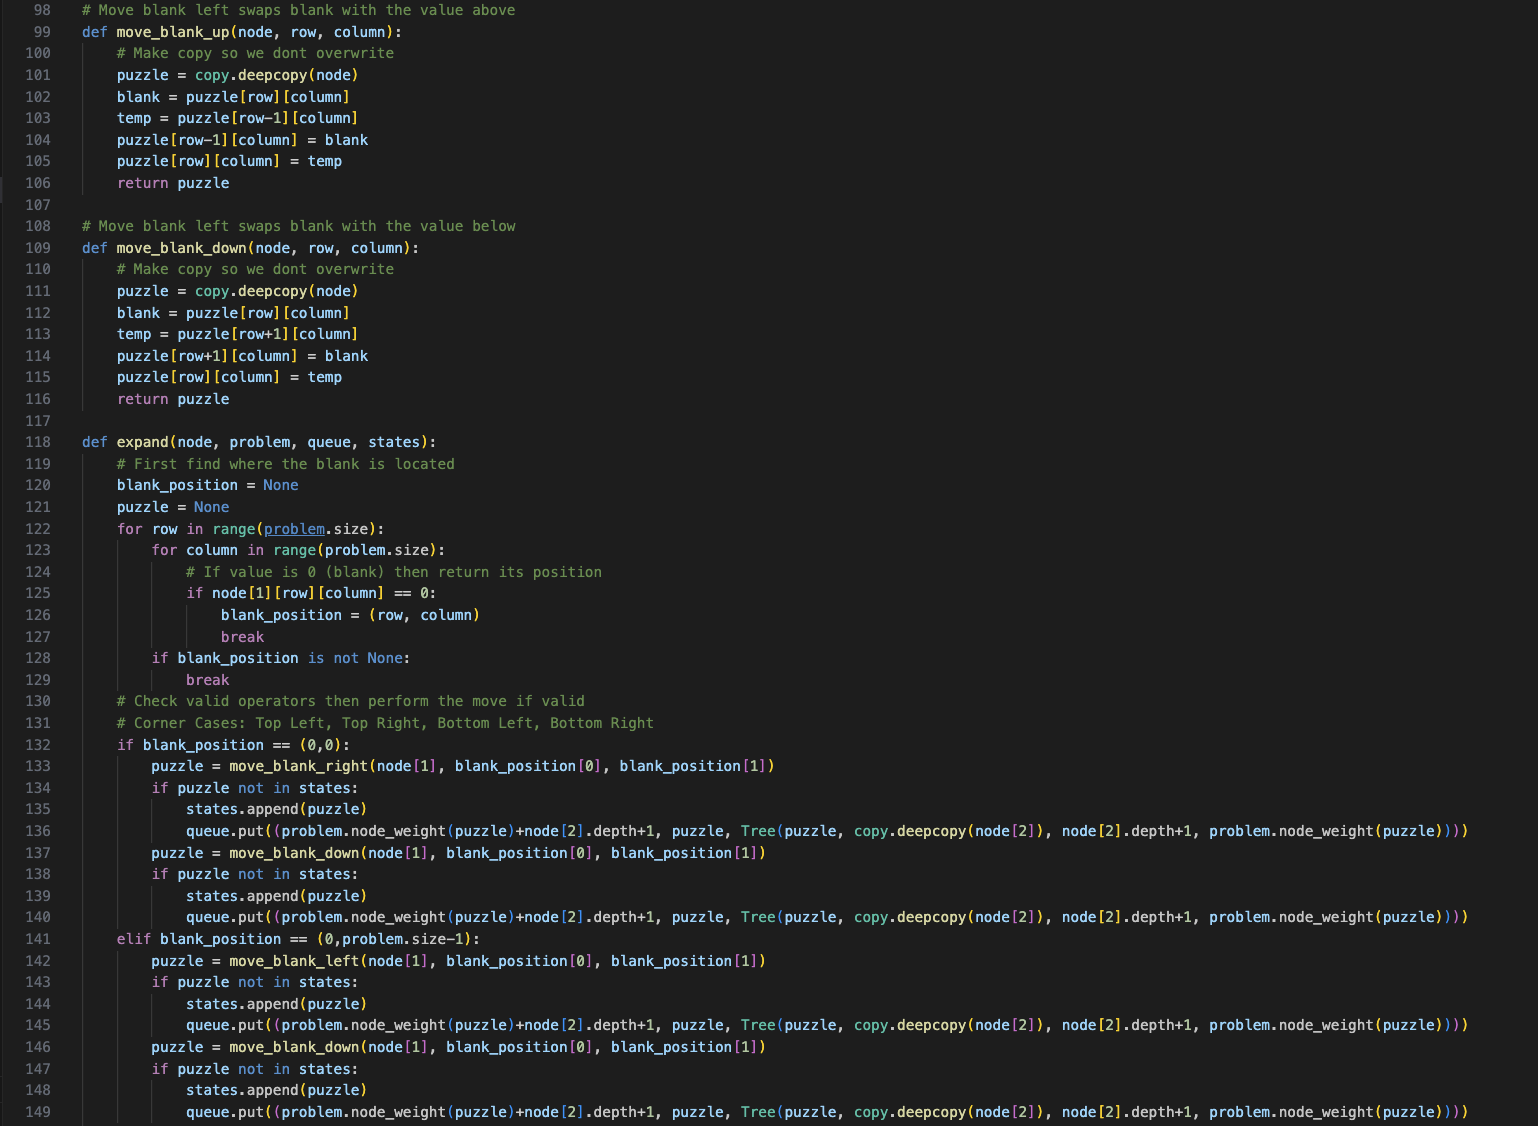 98 # Move blank left swaps blank with the value above
99 def move_blank_up(node, row, column):
100 # Make copy so we dont overwrite
101 puzzle = copy.deepcopy(node)
102 blank = puzzle[row][column]
103 temp = puzzle[row-1][column]
104 puzzle[row-1][column] = blank
105 puzzle[row][column] = temp
106 return puzzle
107
108 # Move blank left swaps blank with the value below
109 def move_blank_down(node, row, column):
110 # Make copy so we dont overwrite
111 puzzle = copy.deepcopy(node)
112 blank = puzzle[row][column]
113 temp = puzzle[row+1][column]
114 puzzle[row+1][column] = blank
115 puzzle[row][column] = temp
116 return puzzle
117
118 def expand(node, problem, queue, states):
119 # First find where the blank is located
120 blank_position = None
121 puzzle = None
122 for row in range(problem.size):
123 for column in range(problem.size):
124 # If value is 0 (blank) then return its position
125 if node[1][row][column] == 0:
126 blank_position = (row, column)
127 break
128 if blank_position is not None:
129 break
130 # Check valid operators then perform the move if valid
131 # Corner Cases: Top Left, Top Right, Bottom Left, Bottom Right
132 if blank_position == (0,0):
133 puzzle = move_blank_right(node[1], blank_position[0], blank_position[1])
134 if puzzle not in states:
135 states.append(puzzle)
136 queue.put((problem.node_weight(puzzle)+node[2].depth+1, puzzle, Tree(puzzle, copy.deepcopy(node[2]), node[2].depth+1, problem.node_weight(puzzle))))
137 puzzle = move_blank_down(node[1], blank_position[0], blank_position[1])
138 if puzzle not in states:
139 states.append(puzzle)
140 queue.put((problem.node_weight(puzzle)+node[2].depth+1, puzzle, Tree(puzzle, copy.deepcopy(node[2]), node[2].depth+1, problem.node_weight(puzzle))))
141 elif blank_position == (0,problem.size-1):
142 puzzle = move_blank_left(node[1], blank_position[0], blank_position[1])
143 if puzzle not in states:
144 states.append(puzzle)
145 queue.put((problem.node_weight(puzzle)+node[2].depth+1, puzzle, Tree(puzzle, copy.deepcopy(node[2]), node[2].depth+1, problem.node_weight(puzzle))))
146 puzzle = move_blank_down(node[1], blank_position[0], blank_position[1])
147 if puzzle not in states:
148 states.append(puzzle)
149 queue.put((problem.node_weight(puzzle)+node[2].depth+1, puzzle, Tree(puzzle, copy.deepcopy(node[2]), node[2].depth+1, problem.node_weight(puzzle))))